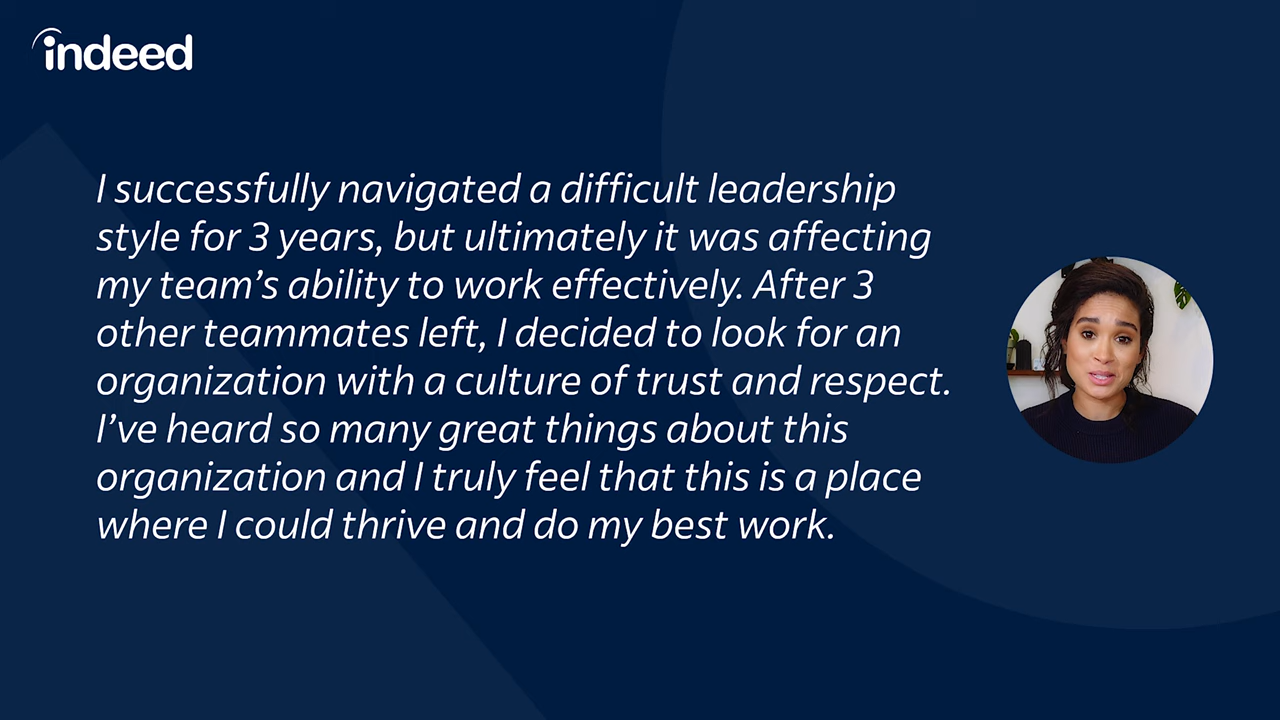 indeed
I successfully navigated a difficult leadership
style for 3 years, but ultimately it was affecting
my team’s ability to work effectively. After 3
other teammates left, I decided to look for an
organization with a culture of trust and respect.
I’ve heard so many great things about this
organization and I truly feel that this is a place
where I could thrive and do my best work.